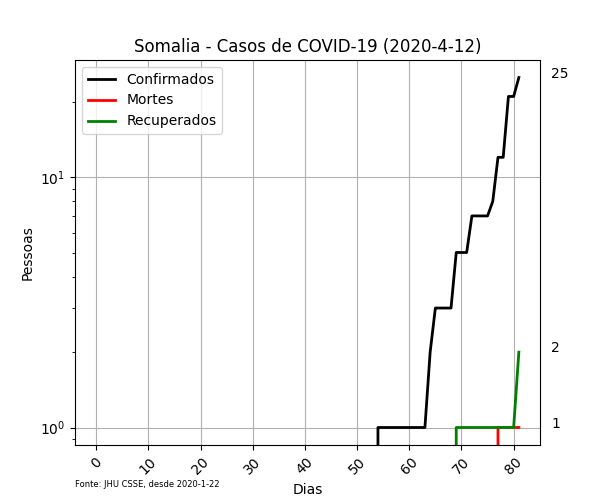 Somalia - Casos de COVID-19 (2020-4-12)
Confirmados
Mortes
Recuperados
25
10¹
2
10⁰
1
Pessoas
0 10 20 30 40 50 60 70 80
Dias
Fonte: JHU CSSE, desde 2020-1-22